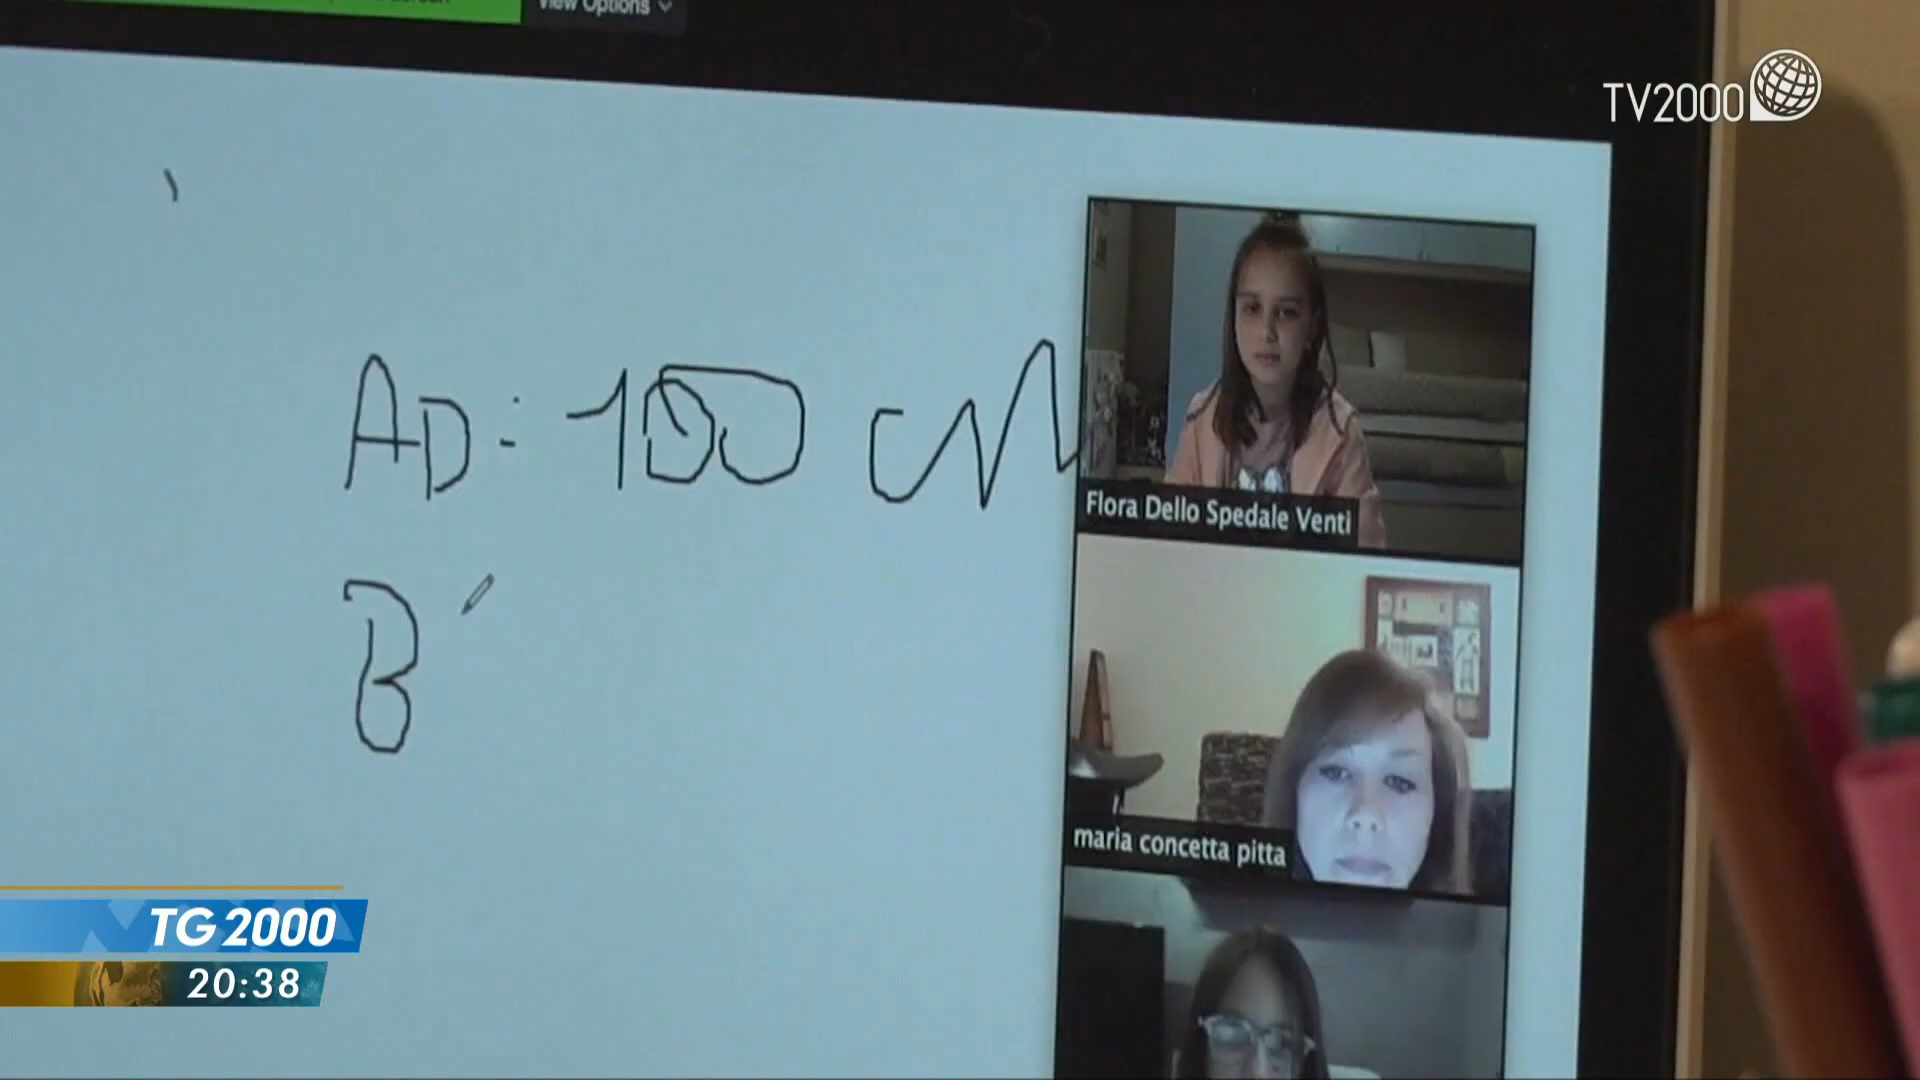 View Options
TV2000
AD: 100 cm
Flora Dello Spedale Venti
B
maria concetta pitta
TG 2000
20:38